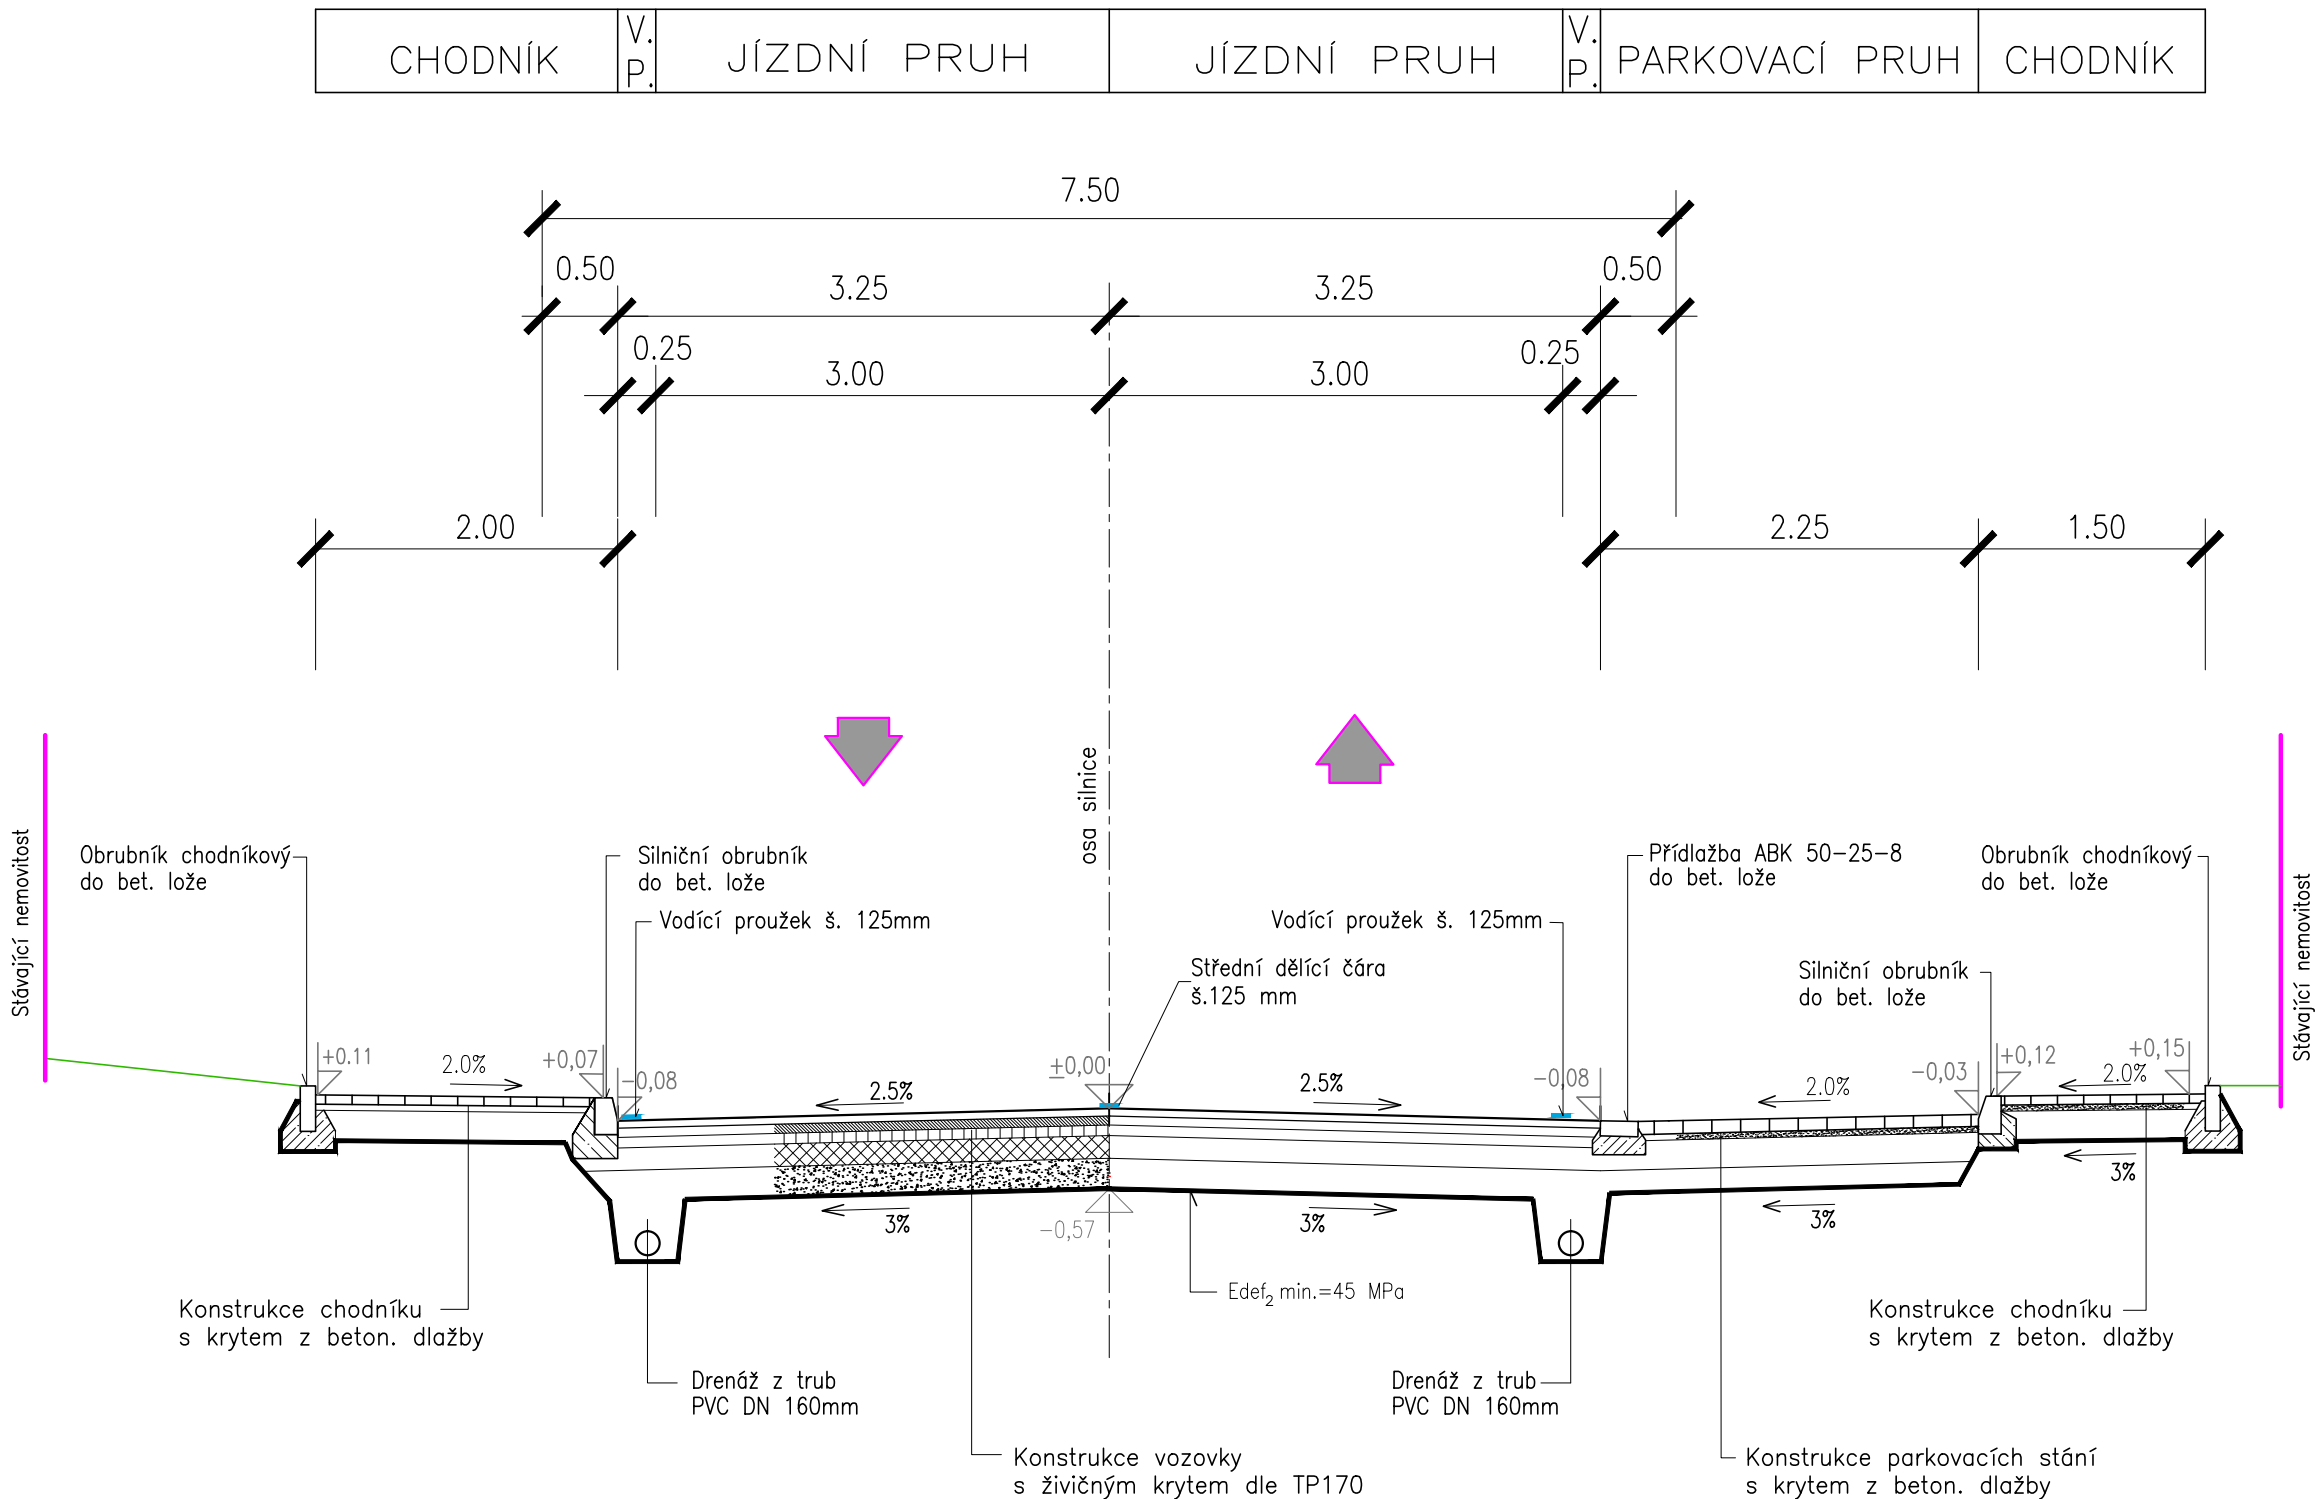 CHODNÍK
V.
P.
JÍZDNÍ PRUH
JÍZDNÍ PRUH
V.
P.
PARKOVACÍ PRUH
CHODNÍK
7.50
0.50
3.25
3.25
0.50
0.25
3.00
3.00
0.25
2.00
2.25
1.50
osa silnice
Stávající nemovitost
Obrubník chodníkový
do bet. lože
Silniční obrubník
do bet. lože
Vodící proužek š. 125mm
Vodící proužek š. 125mm
Střední dělící čára
š.125 mm
Přídlažba ABK 50-25-8
do bet. lože
Obrubník chodníkový
do bet. lože
Silniční obrubník
do bet. lože
Stávající nemovitost
+0.11
2.0%
+0,07
-0,08
2.5%
±0,00
2.5%
-0,08
2.0%
-0,03
+0,12
2.0%
+0,15
3%
-0,57
3%
3%
3%
Edef2 min.=45 MPa
Konstrukce chodníku
s krytem z beton. dlažby
Konstrukce chodníku
s krytem z beton. dlažby
Drenáž z trub
PVC DN 160mm
Drenáž z trub
PVC DN 160mm
Konstrukce vozovky
s živičným krytem dle TP170
Konstrukce parkovacích stání
s krytem z beton. dlažby